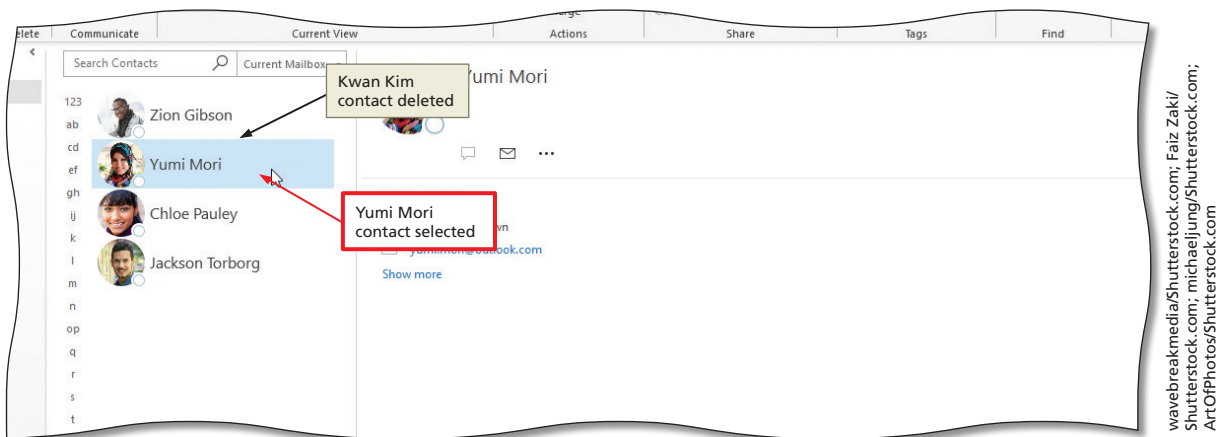 Communicate
Current View
Actions
Share
Tags
Find
Search Contacts
Current Mailbox
123
ab
cd
ef
gh
ij
k
l
m
n
op
q
r
s
t
Zion Gibson
Yumi Mori
Chloe Pauley
Jackson Torborg
Kwan Kim
contact deleted
Yumi Mori
contact selected
Yumi Mori
Show more
wavebreakmedia/Shutterstock.com; Faiz Zaki/
Shutterstock.com; michaeljung/Shutterstock.com;
ArtOfPhotos/Shutterstock.com